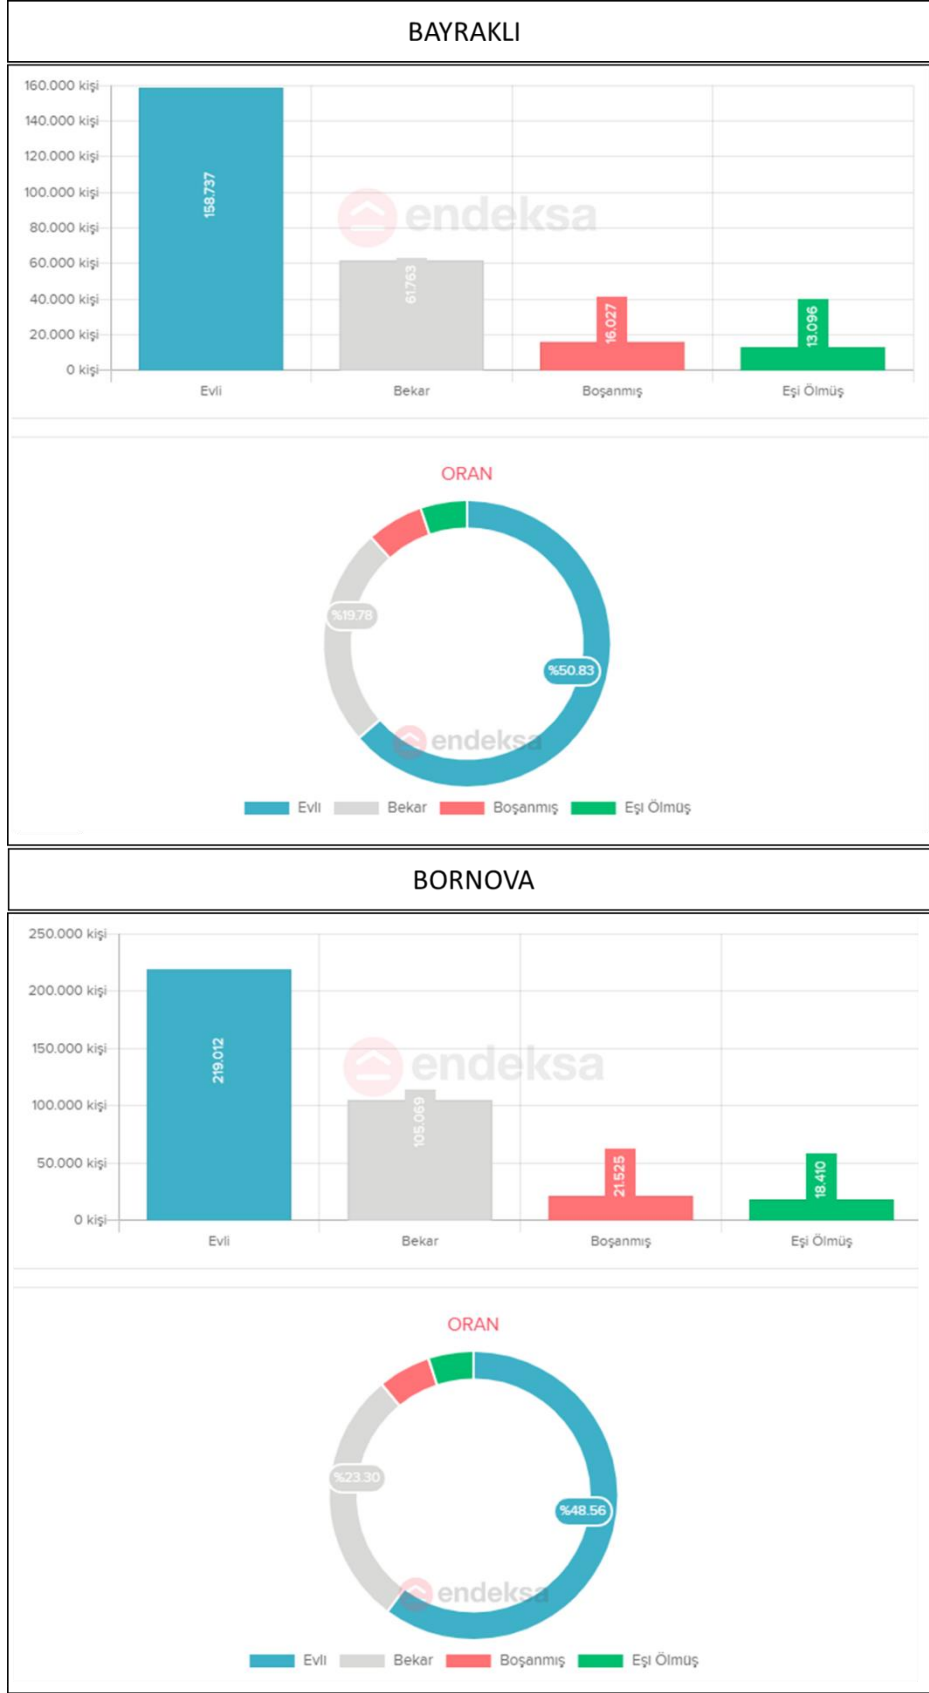 BAYRAKLI
160.000 kişi
140.000 kişi
120.000 kişi
100.000 kişi
80.000 kişi
60.000 kişi
40.000 kişi
20.000 kişi
0 kişi
158.737
61.763
16.027
13.096
endeksa
Evli Bekar Boşanmış Eşi Ölmüş
ORAN
%19.78
%50.83
endeksa
Evli Bekar Boşanmış Eşi Ölmüş
BORNOVA
250.000 kişi
200.000 kişi
150.000 kişi
100.000 kişi
50.000 kişi
0 kişi
219.012
105.069
21.525
18.410
endeksa
Evli Bekar Boşanmış Eşi Ölmüş
ORAN
%23.30
%48.56
endeksa
Evli Bekar Boşanmış Eşi Ölmüş